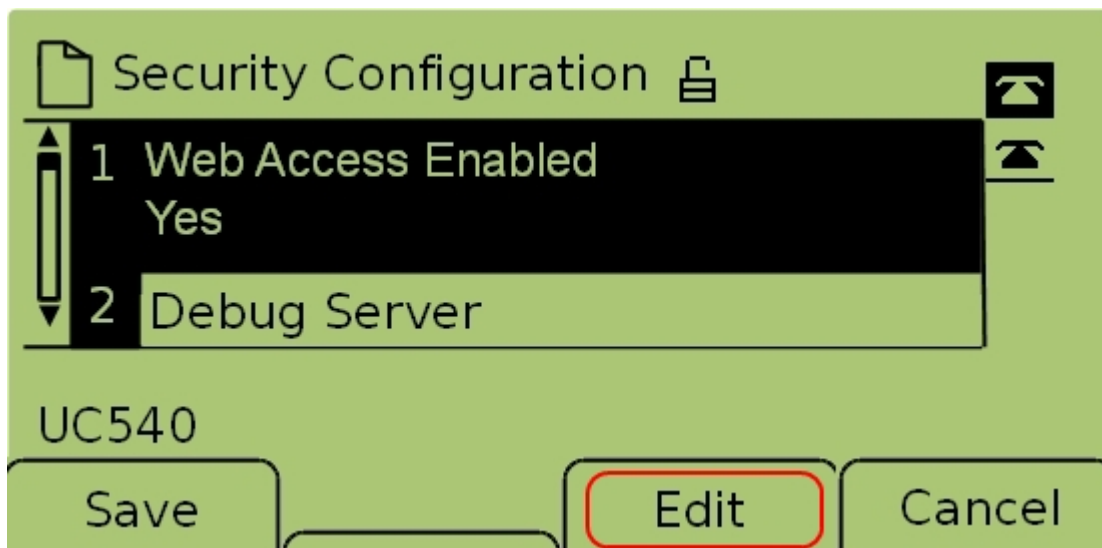 Security Configuration
1 Web Access Enabled
Yes
2 Debug Server
UC540
Save Edit Cancel